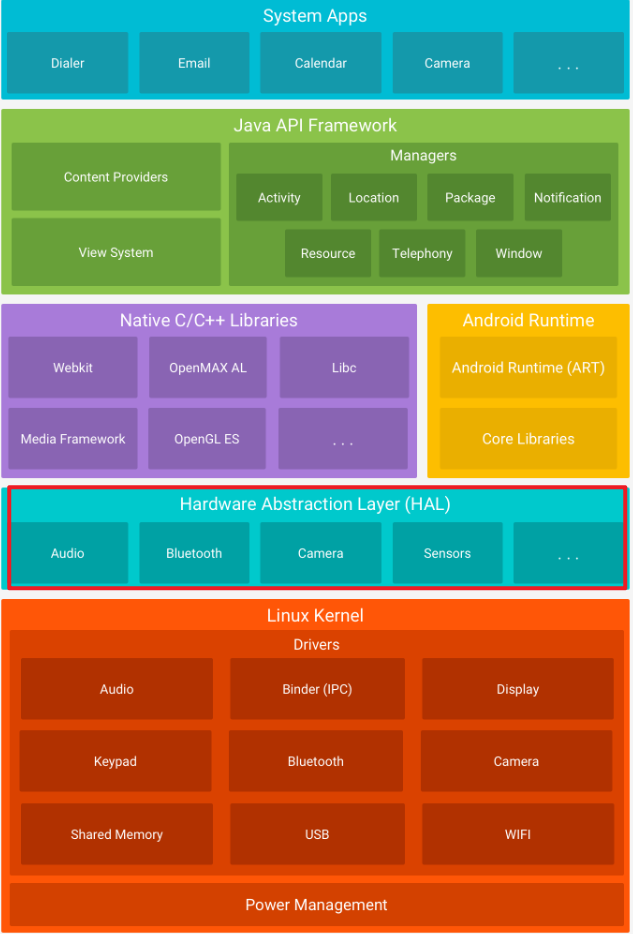 System Apps
Dialer
Email
Calendar
Camera
. . .
Java API Framework
Content Providers
View System
Managers
Activity
Location
Package
Notification
Resource
Telephony
Window
Native C/C++ Libraries
Webkit
OpenMAX AL
Libc
Media Framework
OpenGL ES
. . .
Android Runtime
Android Runtime (ART)
Core Libraries
Hardware Abstraction Layer (HAL)
Audio
Bluetooth
Camera
Sensors
. . .
Linux Kernel
Drivers
Audio
Binder (IPC)
Display
Keypad
Bluetooth
Camera
Shared Memory
USB
WIFI
Power Management